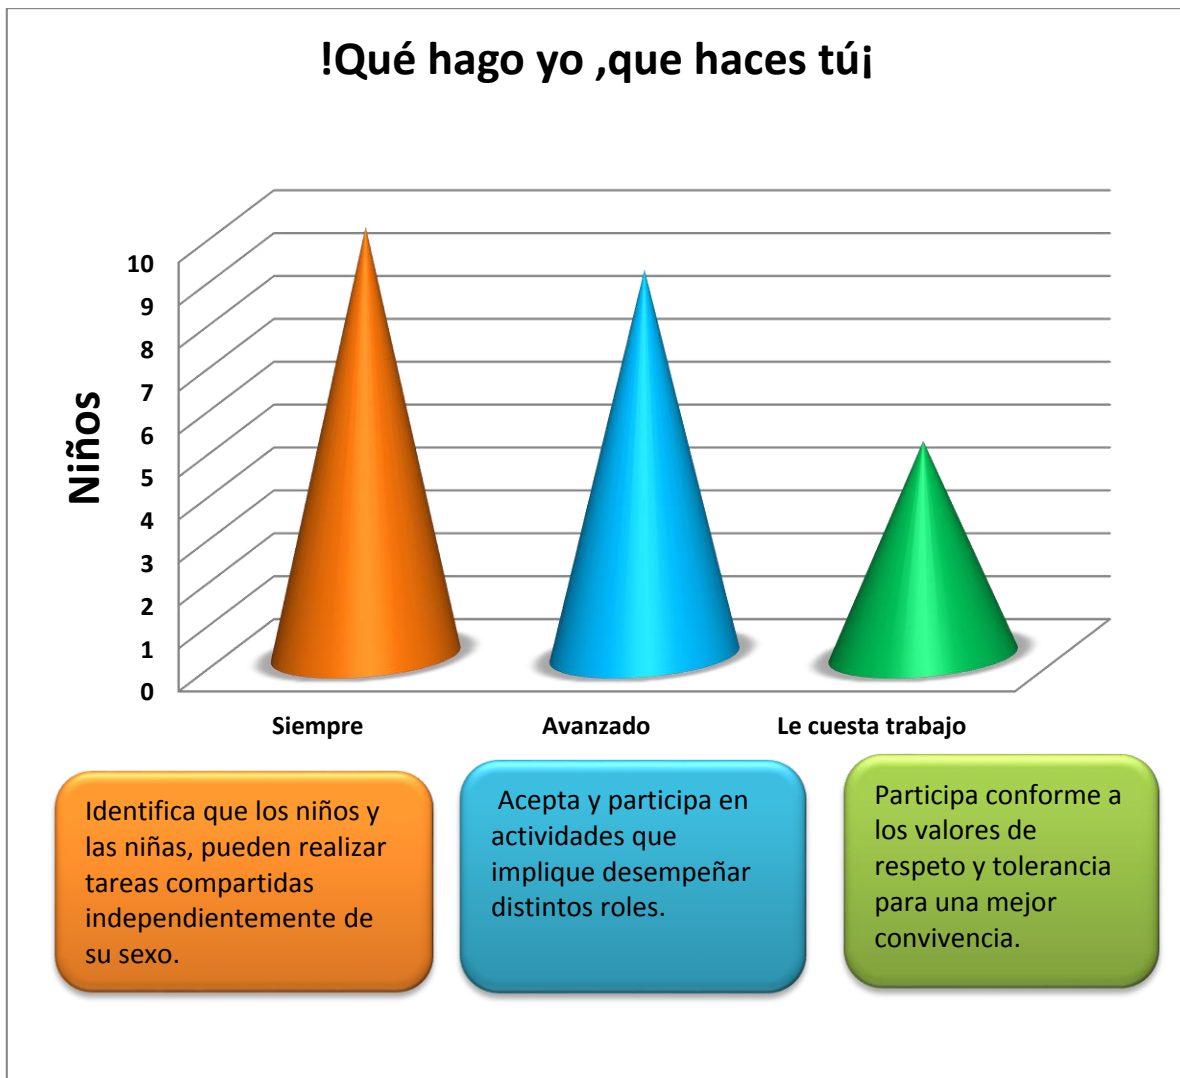 !Qué hago yo ,que haces tú¡
10
9
8
7
6
5
4
3
2
1
0
Niños
Siempre
Avanzado
Le cuesta trabajo
Identifica que los niños y
las niñas, pueden realizar
tareas compartidas
independientemente de
su sexo.
Acepta y participa en
actividades que
implique desempeñar
distintos roles.
Participa conforme a
los valores de
respeto y tolerancia
para una mejor
convivencia.